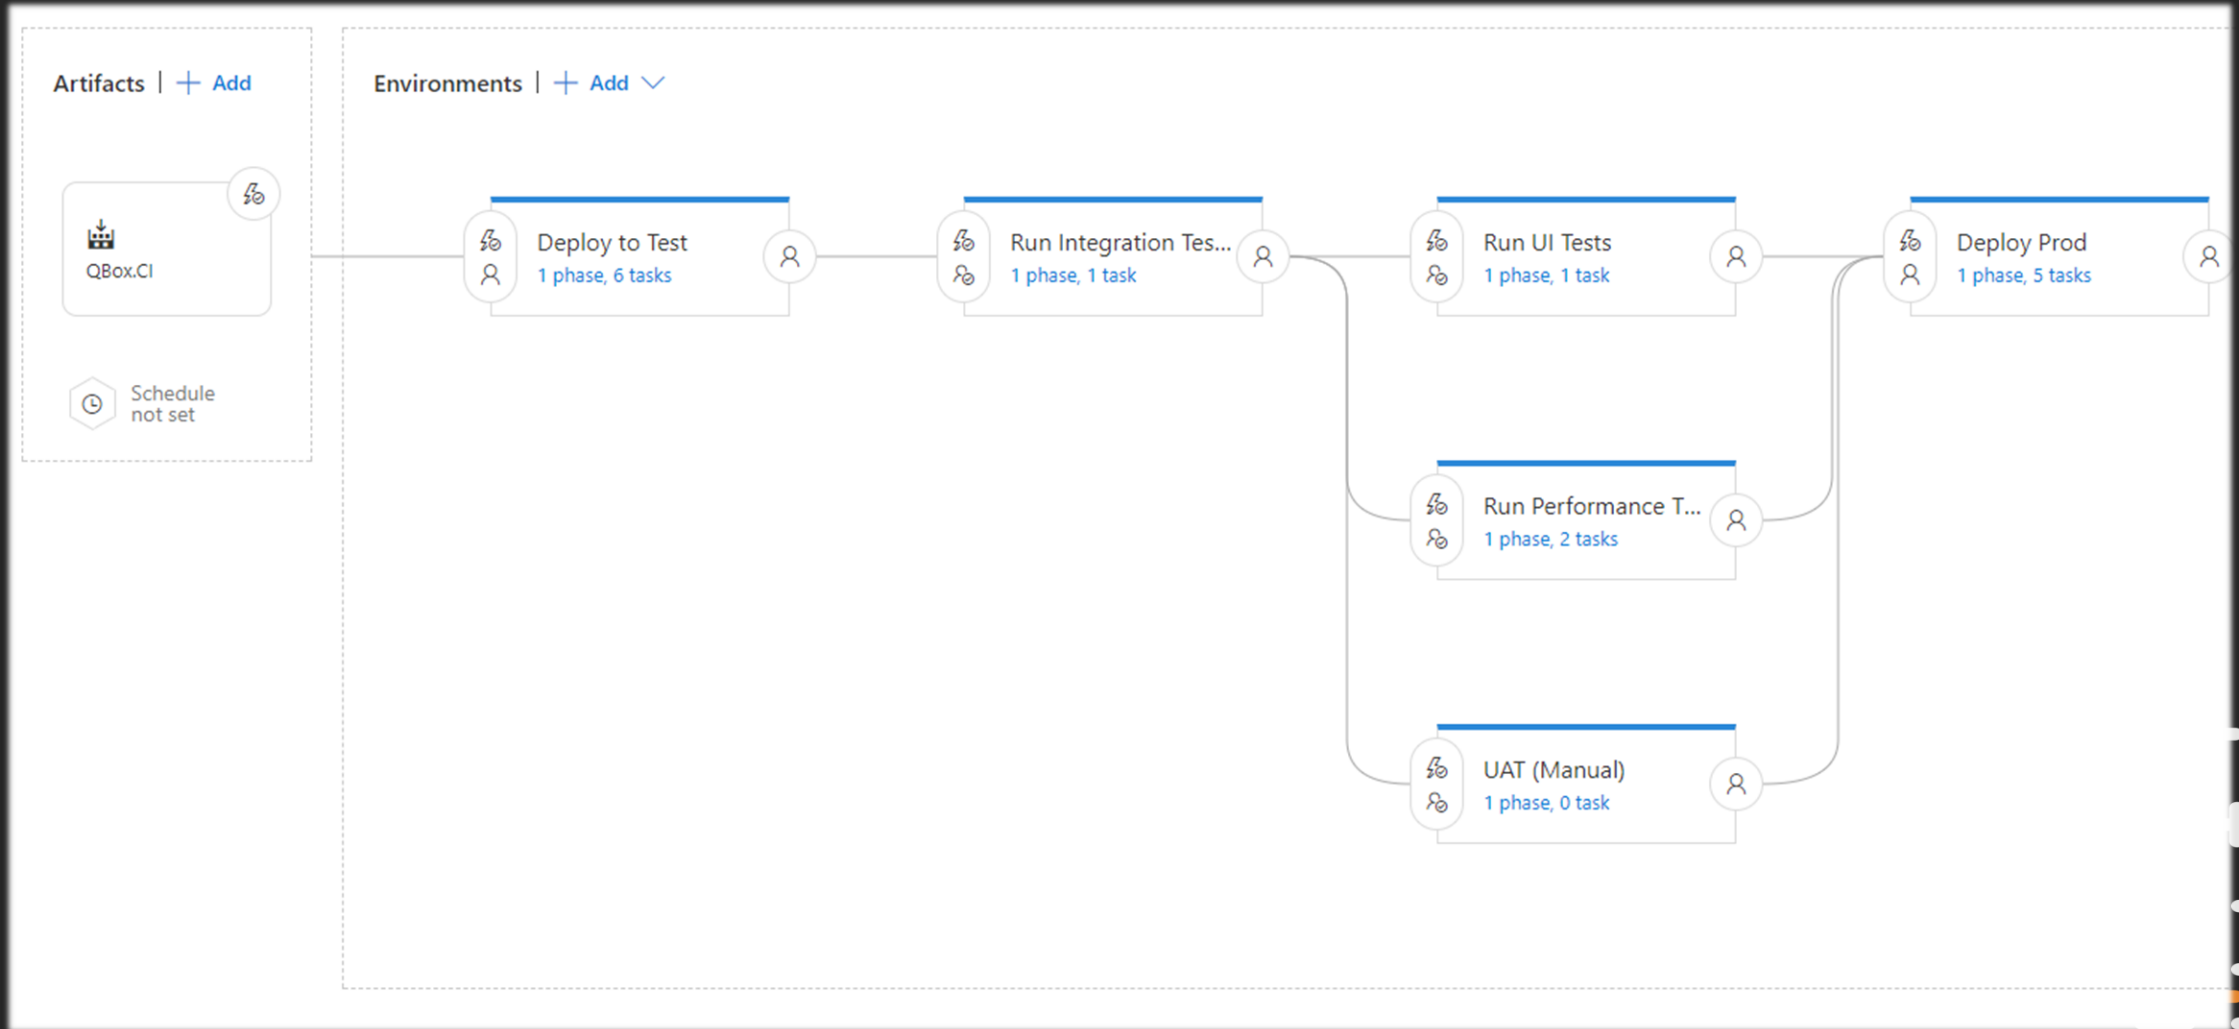 Artifacts | + Add
Environments | + Add
QBox.CI
Schedule
not set
Deploy to Test
1 phase, 6 tasks
Run Integration Tes...
1 phase, 1 task
Run UI Tests
1 phase, 1 task
Deploy Prod
1 phase, 5 tasks
Run Performance T...
1 phase, 2 tasks
UAT (Manual)
1 phase, 0 task